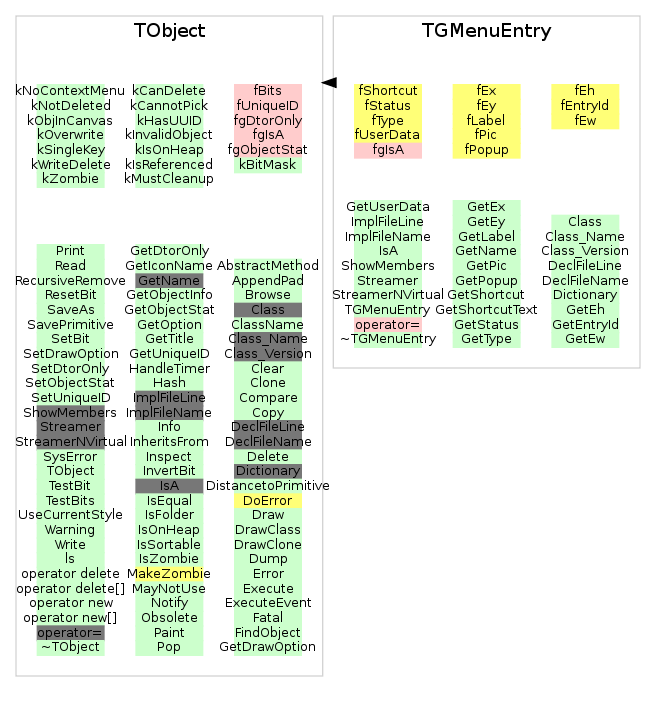 TObject
kNoContextMenu
kNotDeleted
kObjInCanvas
kOverwrite
kSingleKey
kWriteDelete
kZombie
kCanDelete
kCannotPick
kHasUUID
kInvalidObject
kIsOnHeap
kIsReferenced
kMustCleanup
fBits
fUniqueID
fgDtorOnly
fgIsA
fgObjectStat
kBitMask
Print
Read
RecursiveRemove
ResetBit
SaveAs
SavePrimitive
SetBit
SetDrawOption
SetDtorOnly
SetObjectStat
SetUniqueID
ShowMembers
Streamer
StreamerNVirtual
SysError
TObject
TestBit
TestBits
UseCurrentStyle
Warning
Write
ls
operator delete
operator delete[]
operator new
operator new[]
operator=
~TObject
GetDtorOnly
GetIconName
GetName
GetObjectInfo
GetObjectStat
GetOption
GetTitle
GetUniqueID
HandleTimer
Hash
ImplFileLine
ImplFileName
Info
InheritsFrom
Inspect
InvertBit
IsA
IsEqual
IsFolder
IsOnHeap
IsSortable
IsZombie
MakeZombie
MayNotUse
Notify
Obsolete
Paint
Pop
AbstractMethod
AppendPad
Browse
Class
ClassName
Class_Name
Class_Version
Clear
Clone
Compare
Copy
DeclFileLine
DeclFileName
Delete
Dictionary
DistancetoPrimitive
DoError
Draw
DrawClass
DrawClone
Dump
Error
Execute
ExecuteEvent
Fatal
FindObject
GetDrawOption
TGMenuEntry
fShortcut
fStatus
fType
fUserData
fgIsA
fEx
fEy
fLabel
fPic
fPopup
fEh
fEntryId
fEw
GetUserData
ImplFileLine
ImplFileName
IsA
ShowMembers
Streamer
StreamerNVirtual
TGMenuEntry
operator=
~TGMenuEntry
GetEx
GetEy
GetLabel
GetName
GetPic
GetPopup
GetShortcut
GetShortcutText
GetStatus
GetType
Class
Class_Name
Class_Version
DeclFileLine
DeclFileName
Dictionary
GetEh
GetEntryId
GetEw